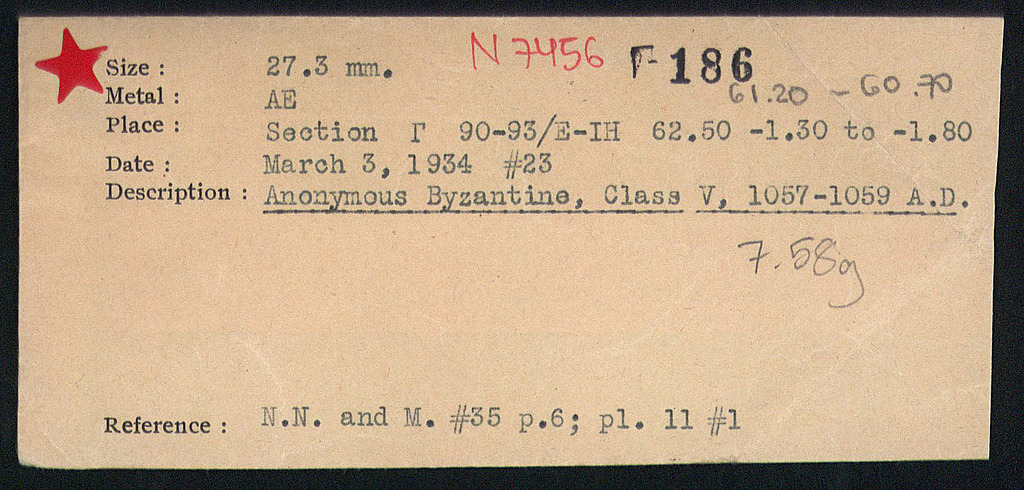 N 7456 Γ-186
Size : 27.3 mm.
61.20 - 60.70
Metal : AE
Place : Section Γ 90-93/Ε-ΙΗ 62.50 -1.30 to -1.80
Date : March 3, 1934 #23
Description : Anonymous Byzantine, Class V, 1057-1059 A.D.
7.58g
Reference : N.N. and M. #35 p.6; pl. 11 #1